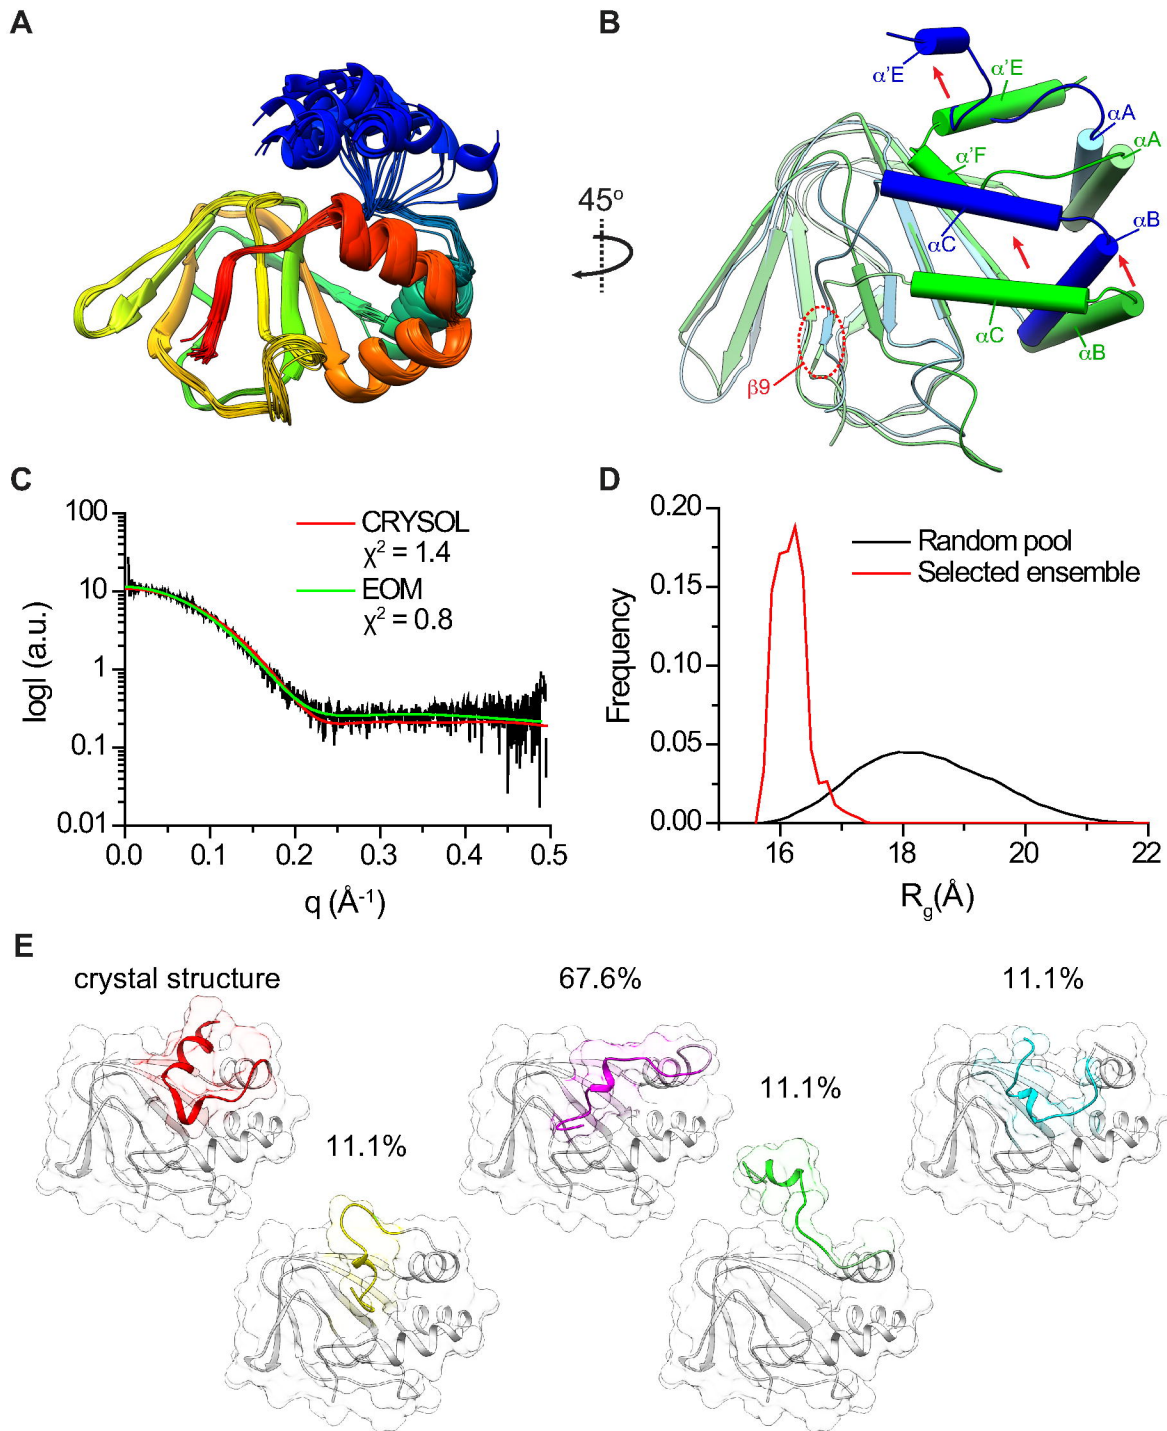 A
B
α'E
α'E
αA
αA
α'F
45°
αC
αB
αC
αB
β9
C
D
100
10
1
0.1
0.01
logI (a.u.)
CRYSOL
χ² = 1.4
EOM
χ² = 0.8
0.0
0.1
0.2
0.3
0.4
0.5
q (Å⁻¹)
0.20
0.15
0.10
0.05
0.00
Frequency
Random pool
Selected ensemble
16
18
20
22
Rg(Å)
E
crystal structure
67.6%
11.1%
11.1%
11.1%